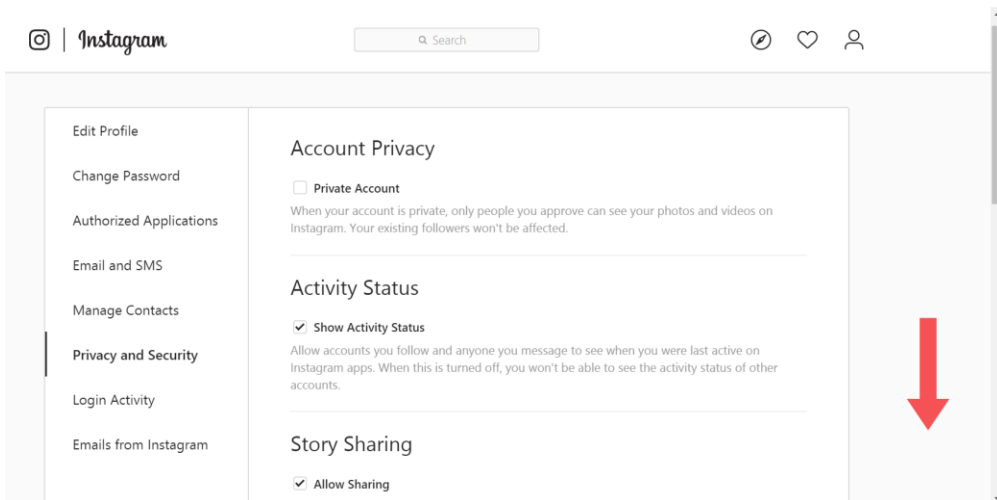 Instagram
Search
Edit Profile
Change Password
Authorized Applications
Email and SMS
Manage Contacts
Privacy and Security
Login Activity
Emails from Instagram
Account Privacy
Private Account
When your account is private, only people you approve can see your photos and videos on
Instagram. Your existing followers won't be affected.
Activity Status
Show Activity Status
Allow accounts you follow and anyone you message to see when you were last active on
Instagram apps. When this is turned off, you won't be able to see the activity status of other
accounts.
Story Sharing
Allow Sharing